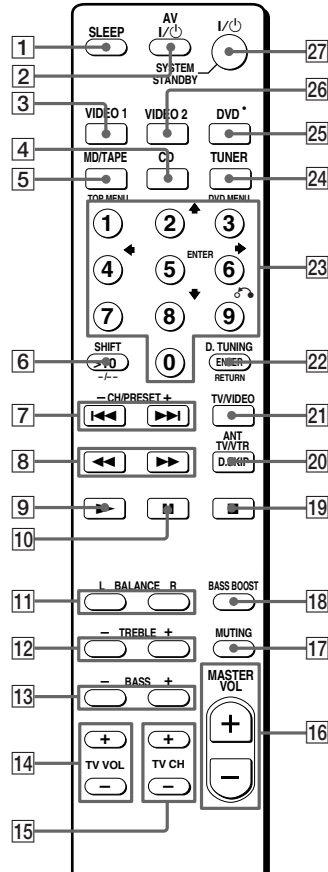 AV
SLEEP I/⏻ I/⏻
1 27
SYSTEM
STANDBY
2 26
3
VIDEO 1 VIDEO 2 DVD
4 25
MD/TAPE CD TUNER
5 24
TOP MENU DVD MENU
1 2 3
4 5 ENTER 6
23
7 8 9
SHIFT D. TUNING
6 >10 0 ENTER 22
-/-- RETURN
− CH/PRESET + TV/VIDEO
7 21
ANT
TV/VTR
8 D.SKIP 20
9 19
10
L BALANCE R BASS BOOST
11 18
− TREBLE + MUTING
12 17
− BASS + MASTER
VOL
13
+ + + 16
14 TV VOL TV CH
− − −
15